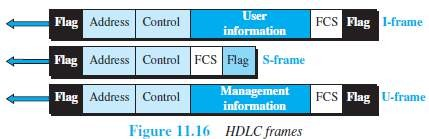 Flag Address Control User information FCS Flag I-frame
Flag Address Control FCS Flag S-frame
Flag Address Control Management information FCS Flag U-frame
Figure 11.16 HDLC frames